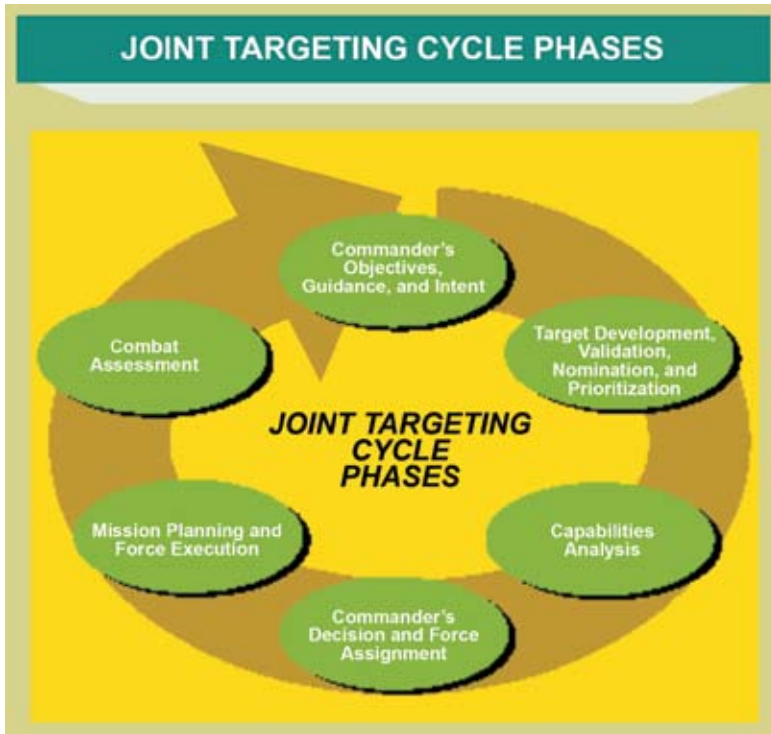 JOINT TARGETING CYCLE PHASES
Commander's
Objectives,
Guidance, and Intent
Target Development,
Validation,
Nomination, and
Prioritization
Capabilities
Analysis
Commander's
Decision and Force
Assignment
Mission Planning and
Force Execution
Combat
Assessment
JOINT TARGETING
CYCLE
PHASES